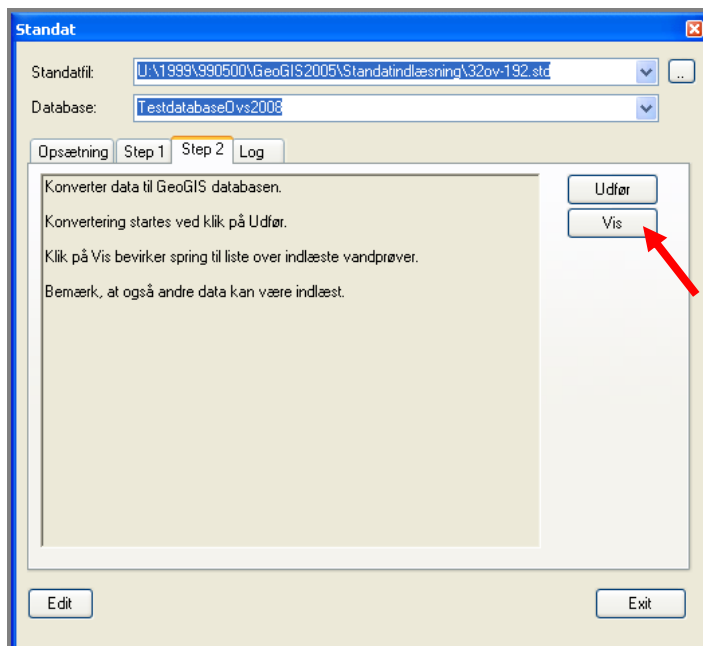 Standat
Standatfil: U:\1999\990500\GeoGIS2005\Standatindlæsning\32ov-192.std ..
Database: TestdatabaseOvs2008
Opsætning Step 1 Step 2 Log
Konverter data til GeoGIS databasen.
Udfør
Konvertering startes ved klik på Udfør.
Vis
Klik på Vis bevirker spring til liste over indlæste vandprøver.
Bemærk, at også andre data kan være indlæst.
Edit Exit